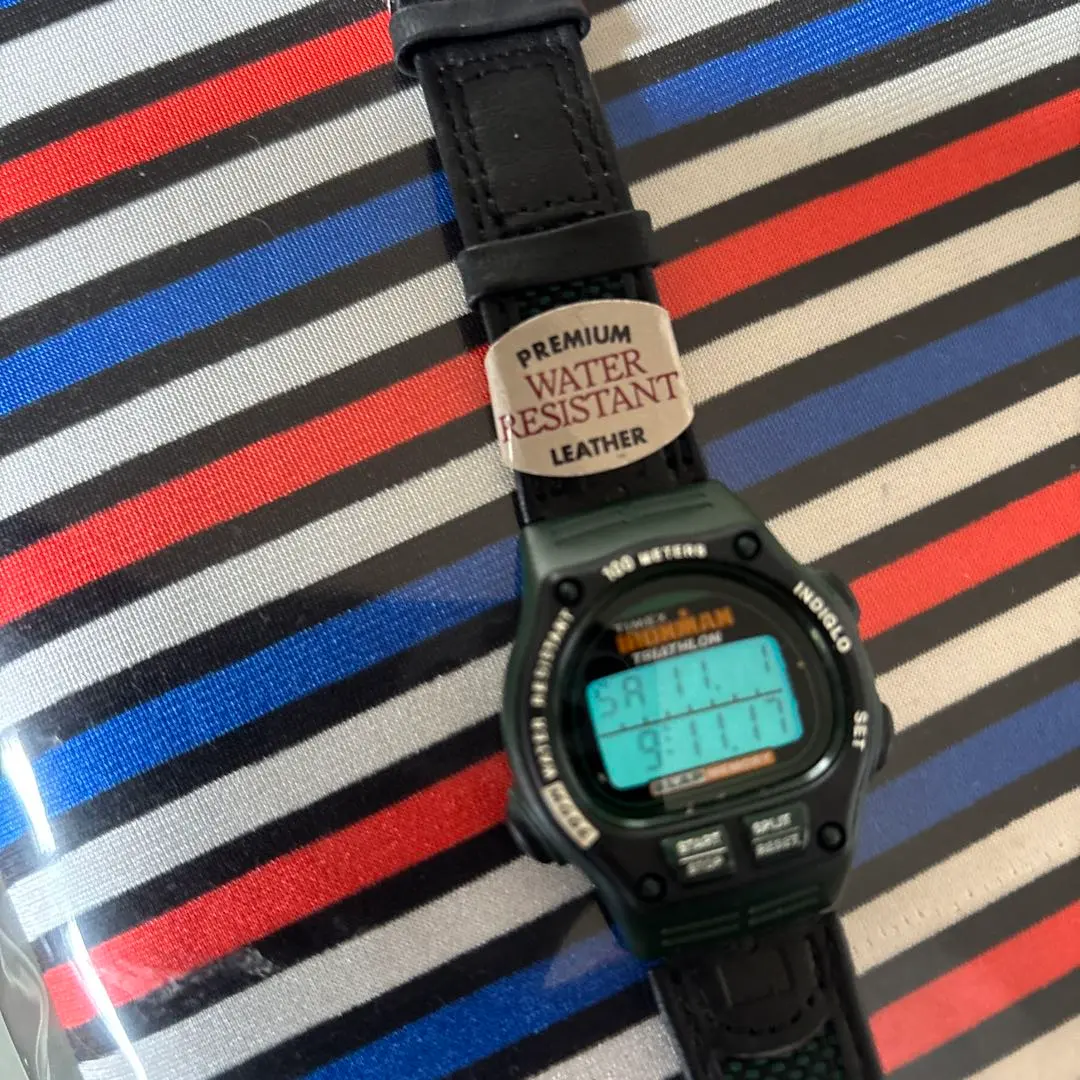 PREMIUM
WATER
RESISTANT
LEATHER
WATER RESISTANT
100 METERS
INDIGLO
TIMEX
IRONMAN
TRIATHLON
SA 11. 1
9:11.17
SET
MODE
START
STOP
SPLIT
RESET